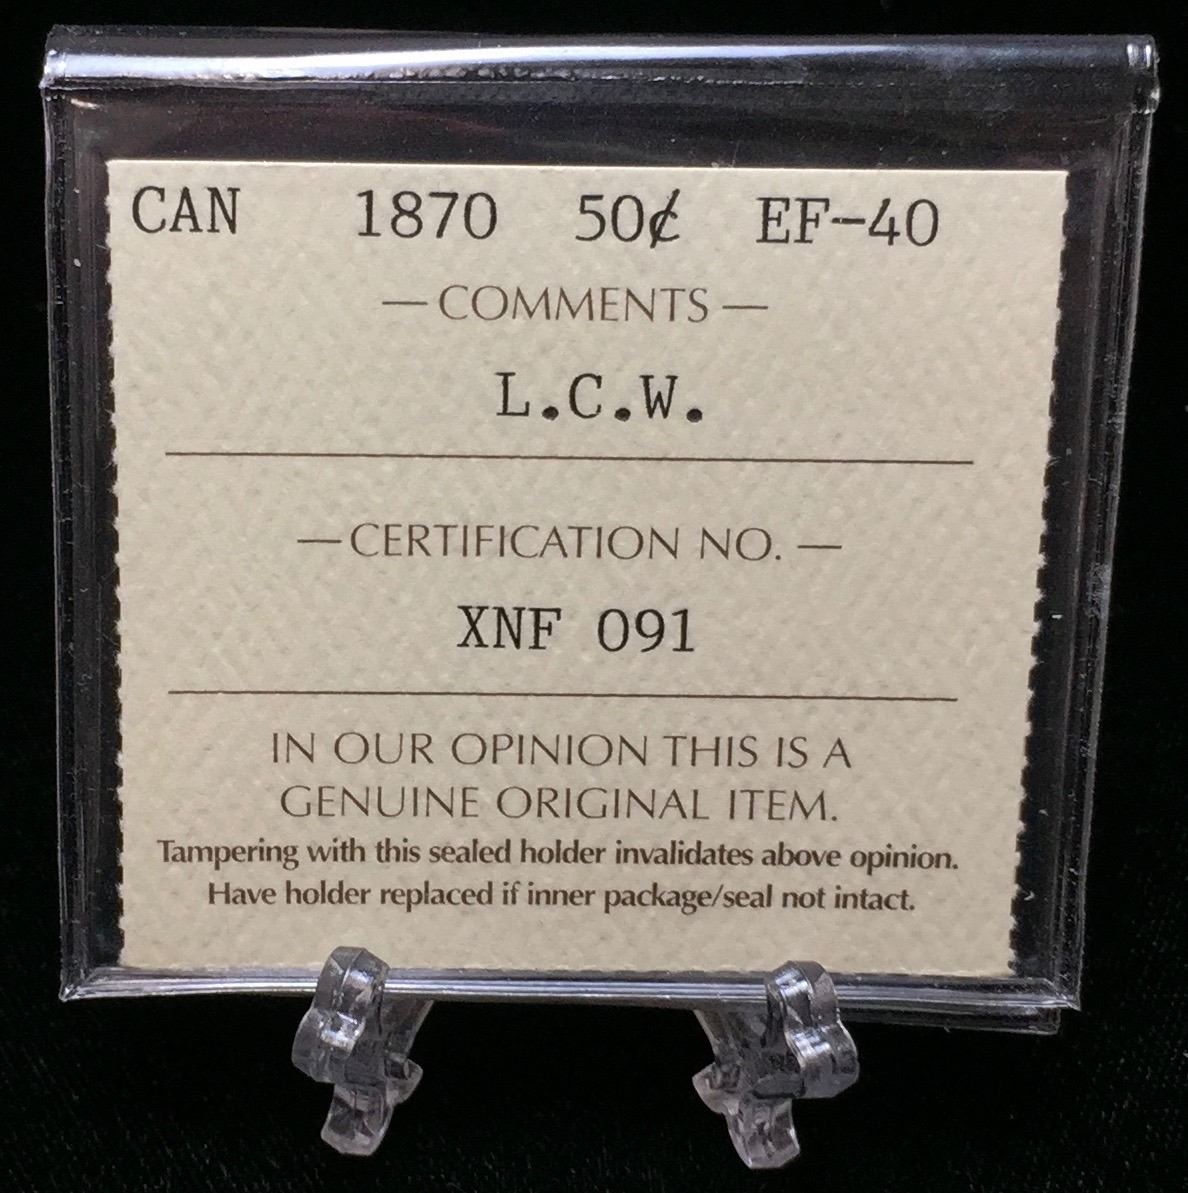 CAN 1870 50¢ EF-40
— COMMENTS —
L.C.W.
— CERTIFICATION NO. —
XNF 091
IN OUR OPINION THIS IS A
GENUINE ORIGINAL ITEM.
Tampering with this sealed holder invalidates above opinion.
Have holder replaced if inner package/seal not intact.